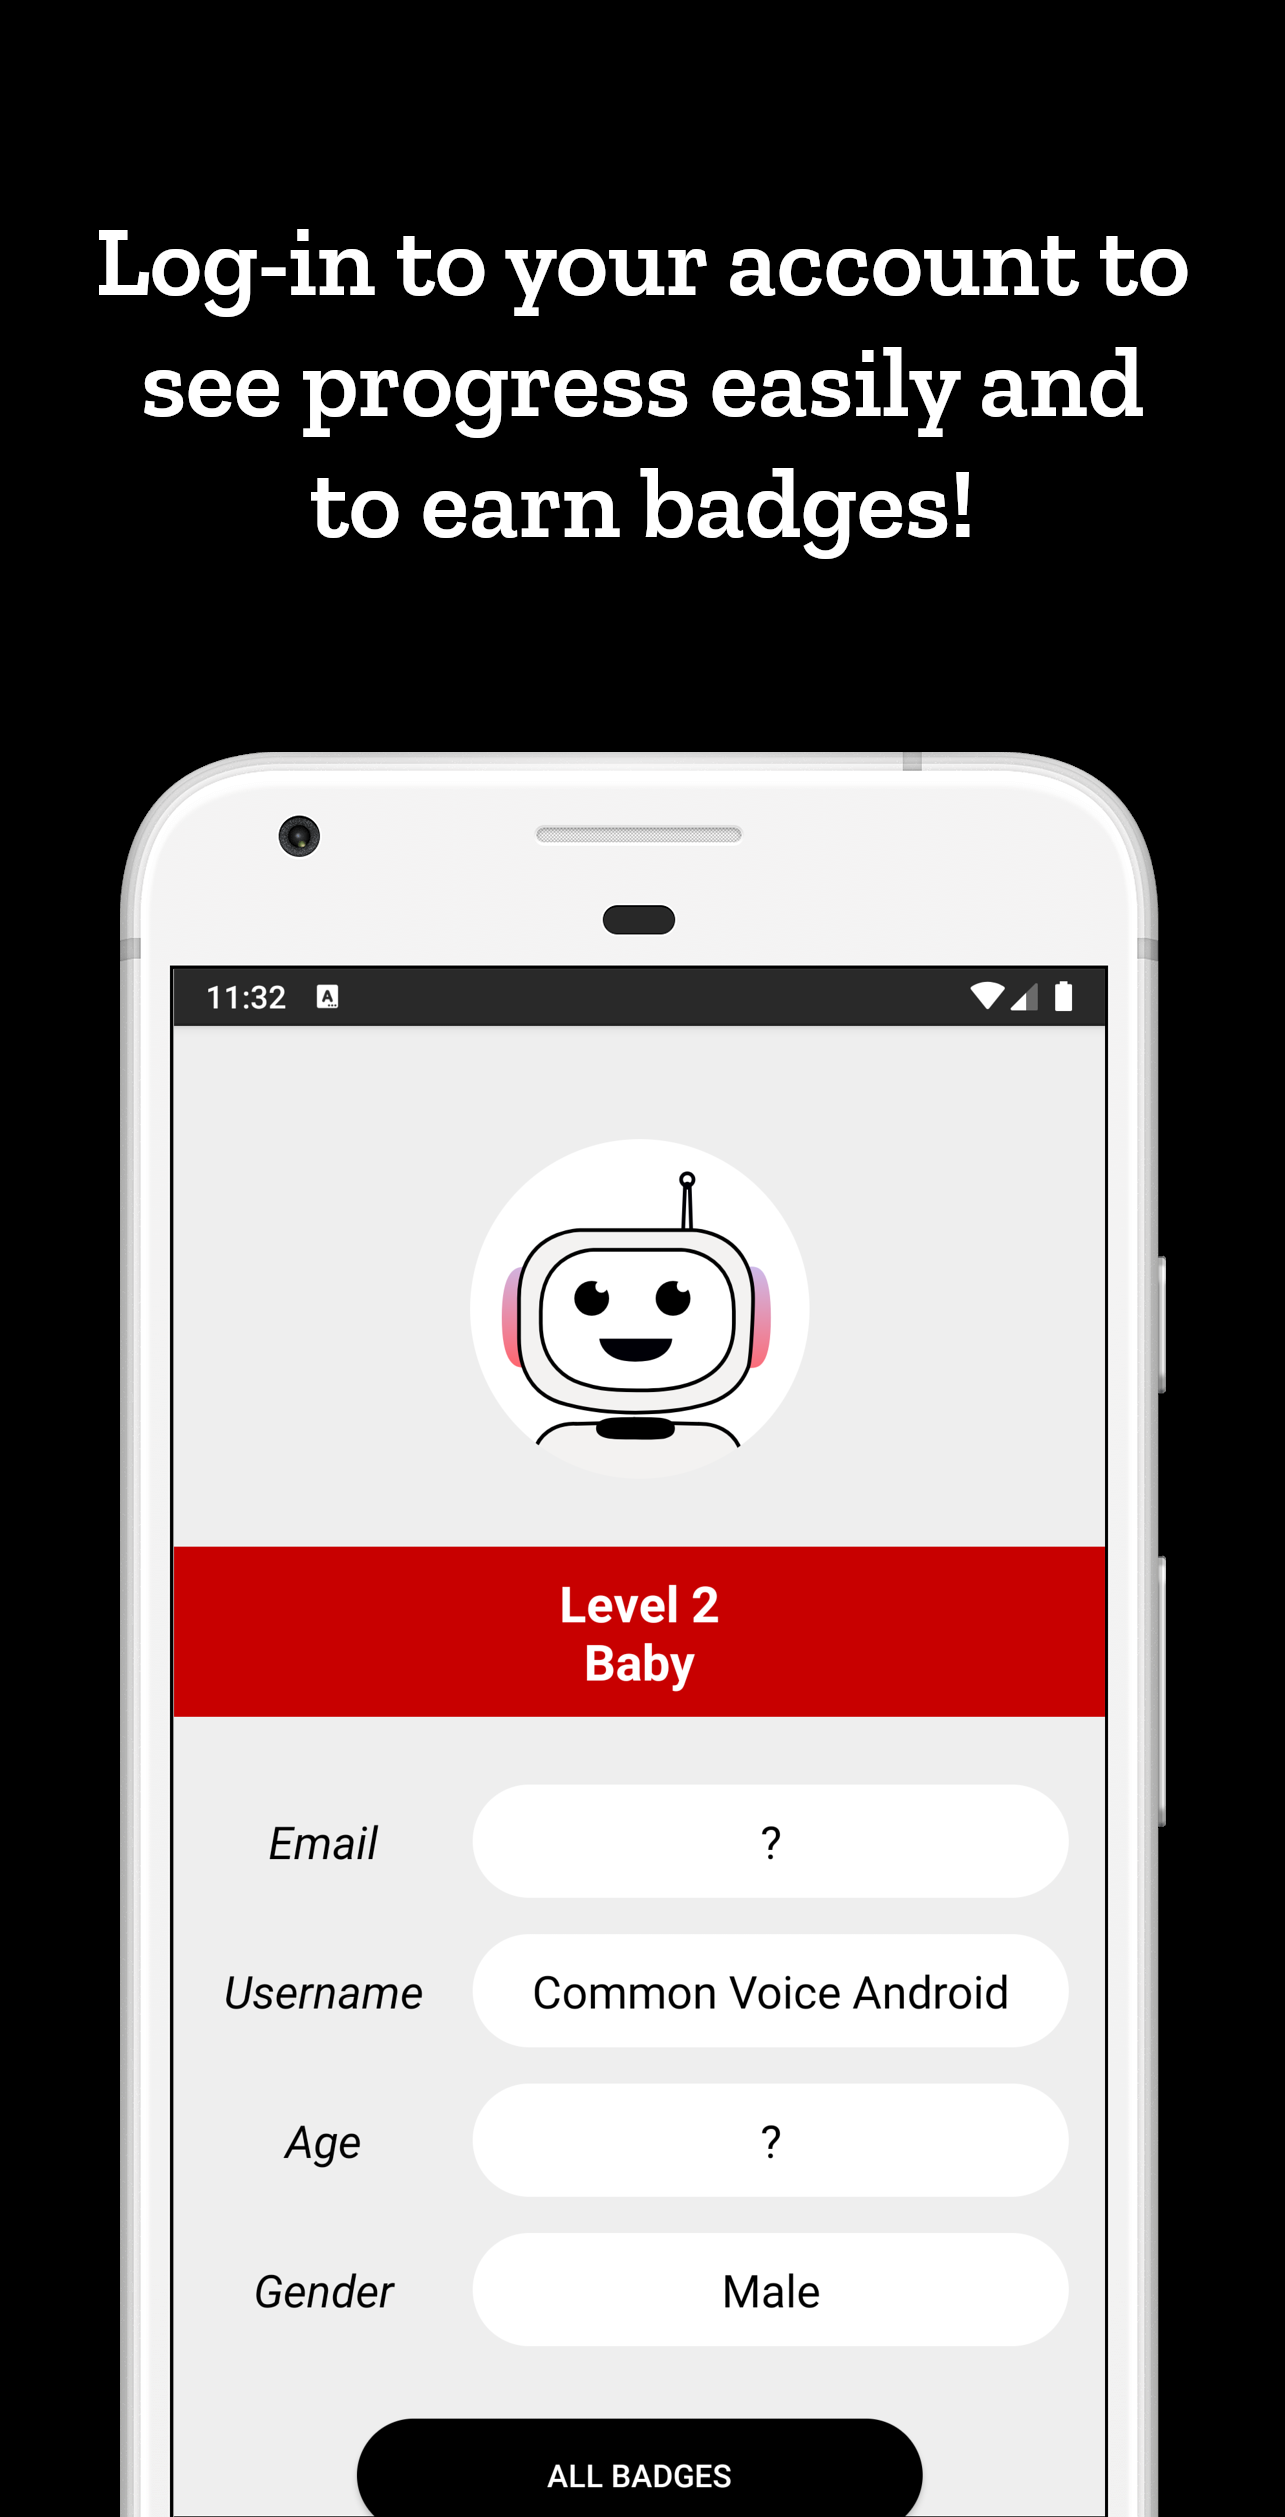 Log-in to your account to
see progress easily and
to earn badges!
11:32
A
Level 2
Baby
Email
?
Username
Common Voice Android
Age
?
Gender
Male
ALL BADGES